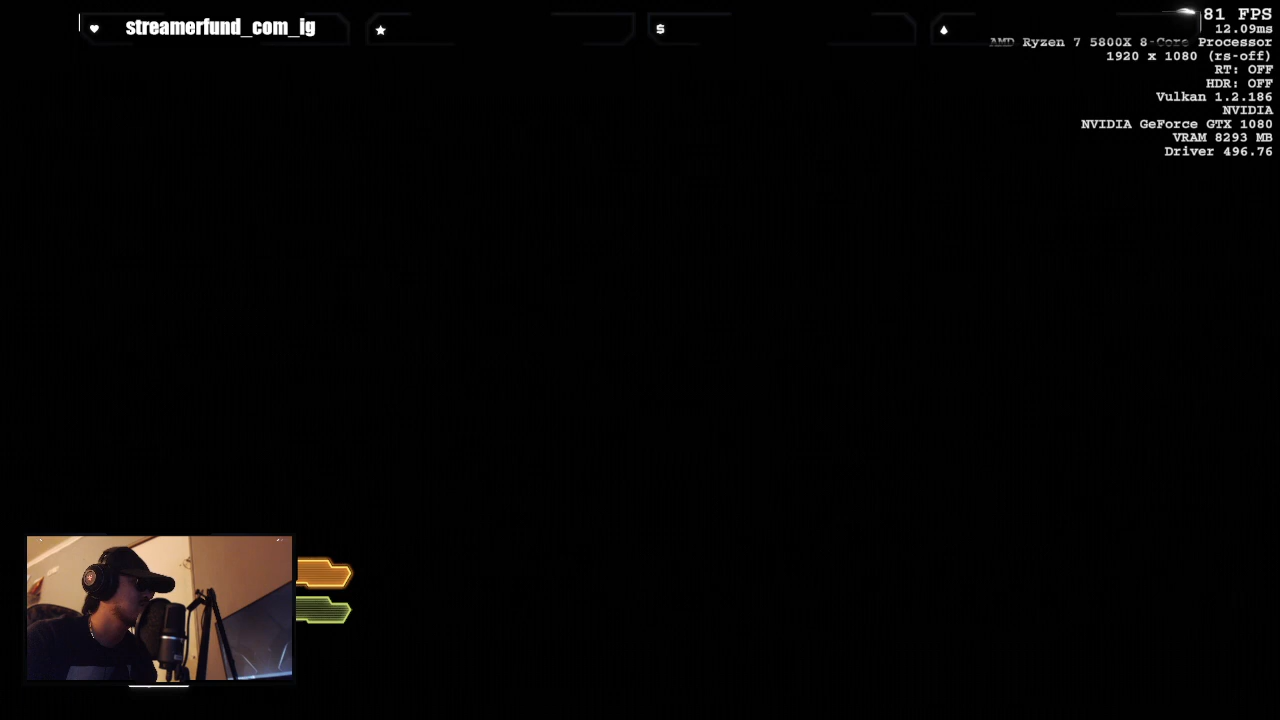 streamerfund_com_ig
$
81 FPS
12.09ms
AMD Ryzen 7 5800X 8-Core Processor
1920 x 1080 (rs-off)
RT: OFF
HDR: OFF
Vulkan 1.2.186
NVIDIA
NVIDIA GeForce GTX 1080
VRAM 8293 MB
Driver 496.76